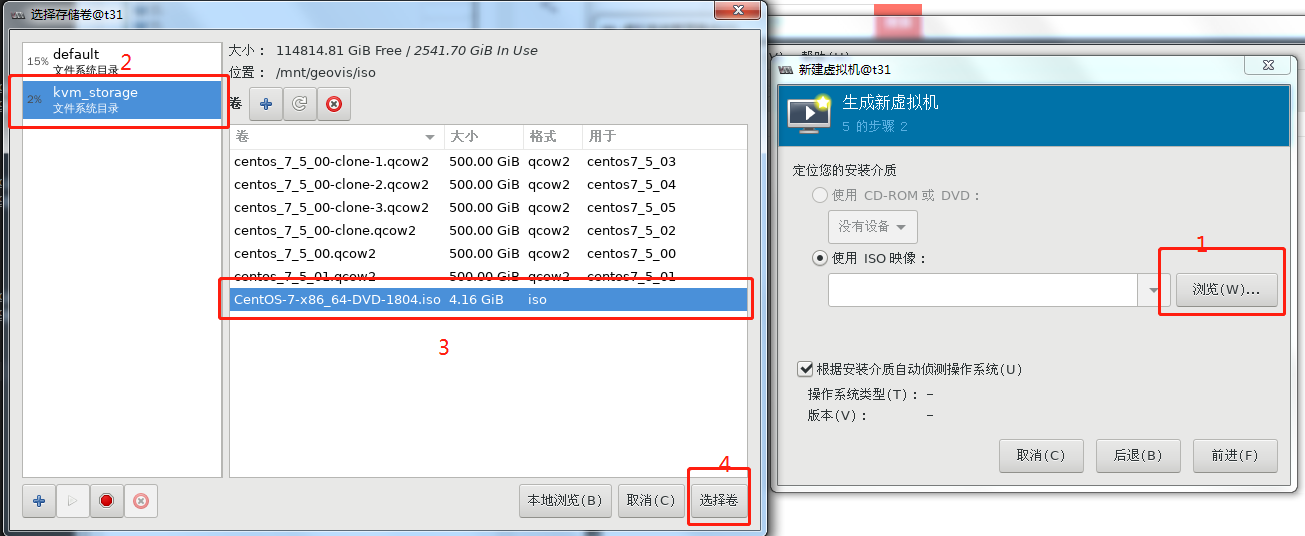 选择存储卷@t31
15% default
文件系统目录
2
2% kvm_storage
文件系统目录
大小： 114814.81 GiB Free / 2541.70 GiB In Use
位置： /mnt/geovis/iso
卷
卷 大小 格式 用于
centos_7_5_00-clone-1.qcow2 500.00 GiB qcow2 centos7_5_03
centos_7_5_00-clone-2.qcow2 500.00 GiB qcow2 centos7_5_04
centos_7_5_00-clone-3.qcow2 500.00 GiB qcow2 centos7_5_05
centos_7_5_00-clone.qcow2 500.00 GiB qcow2 centos7_5_02
centos_7_5_00.qcow2 500.00 GiB qcow2 centos7_5_00
centos_7_5_01.qcow2 500.00 GiB qcow2 centos7_5_01
CentOS-7-x86_64-DVD-1804.iso 4.16 GiB iso
3
4
本地浏览(B) 取消(C) 选择卷
新建虚拟机@t31
生成新虚拟机
5 的步骤 2
定位您的安装介质
使用 CD-ROM 或 DVD：
没有设备
使用 ISO 映像：
1
浏览(W)...
根据安装介质自动侦测操作系统(U)
操作系统类型(T)： –
版本(V)： –
取消(C) 后退(B) 前进(F)